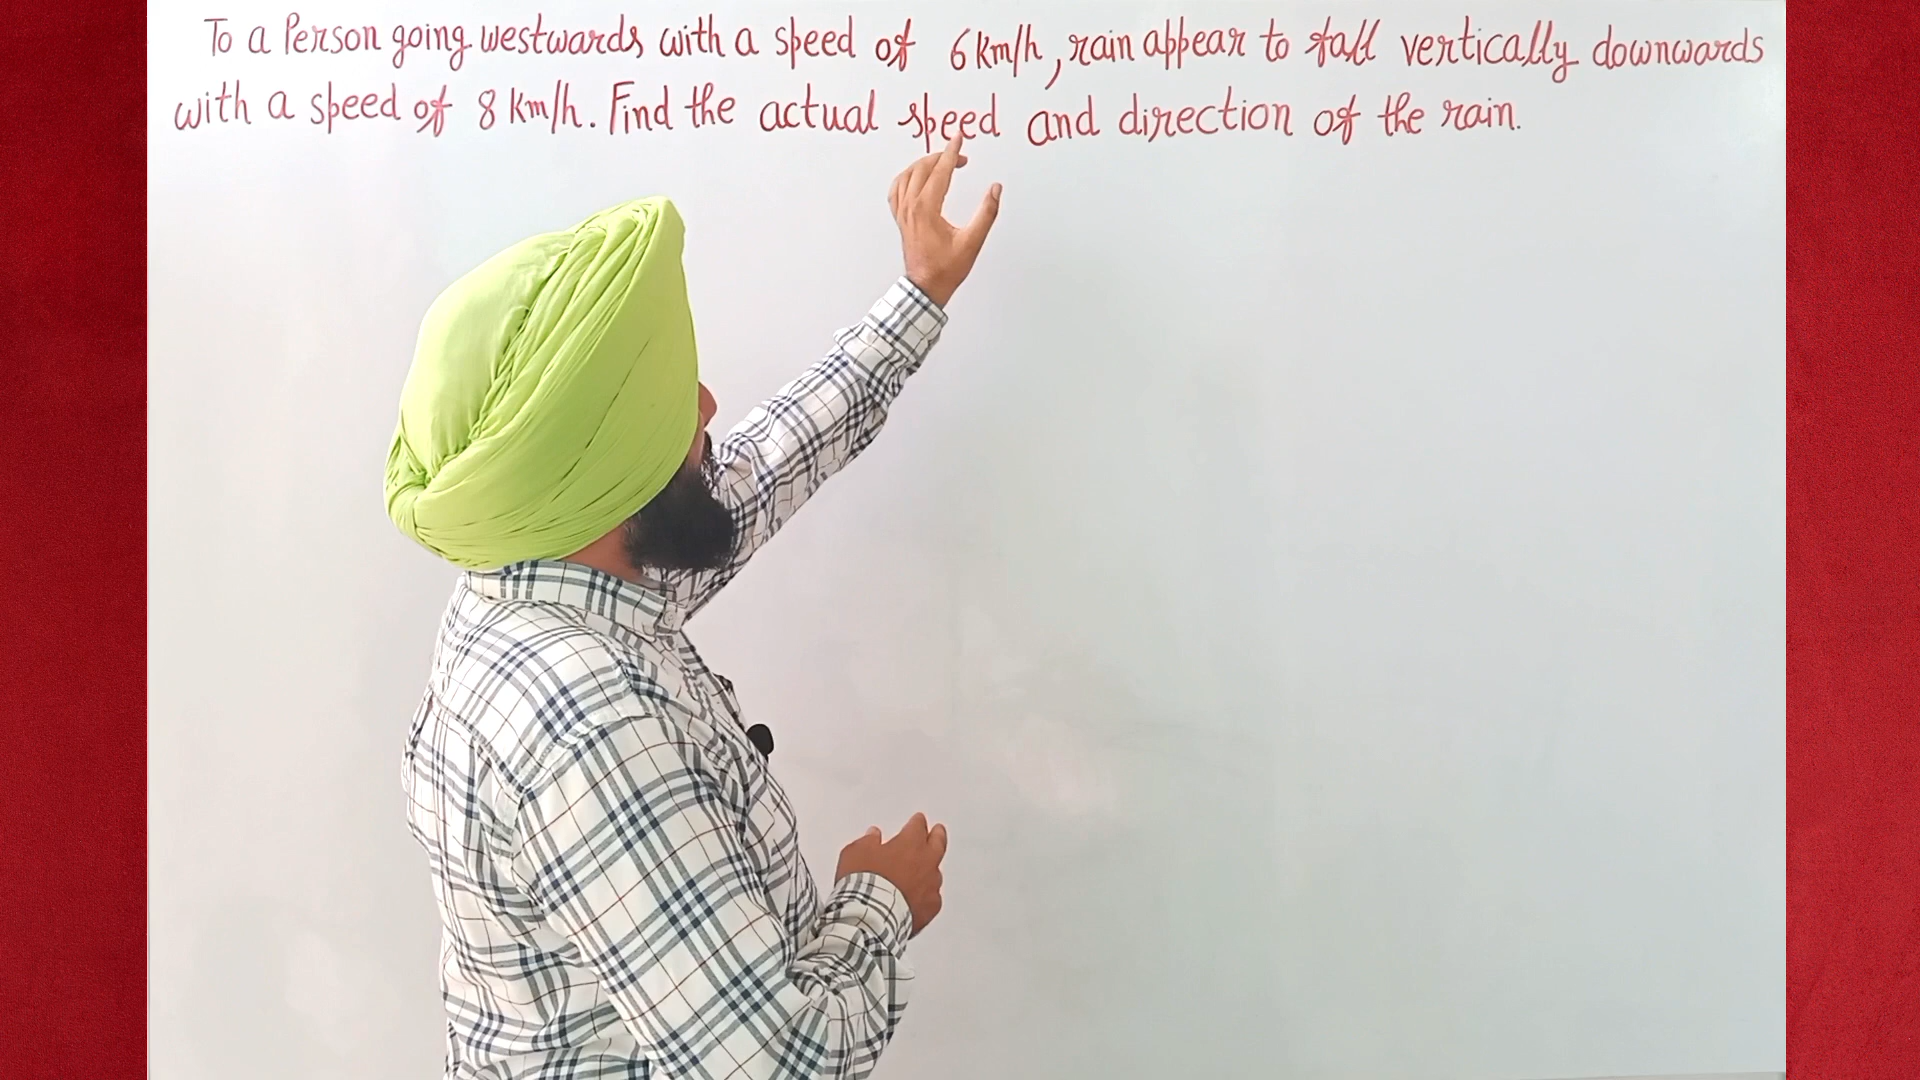 To a Person going westwards with a speed of 6 km/h, rain appear to fall vertically downwards
with a speed of 8 km/h. Find the actual speed and direction of the rain.